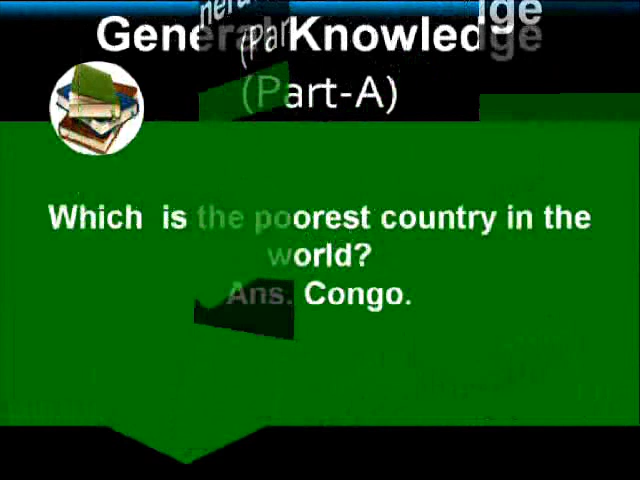 General Knowledge
(Part-A)
Which is the poorest country in the
world?
Ans. Congo.